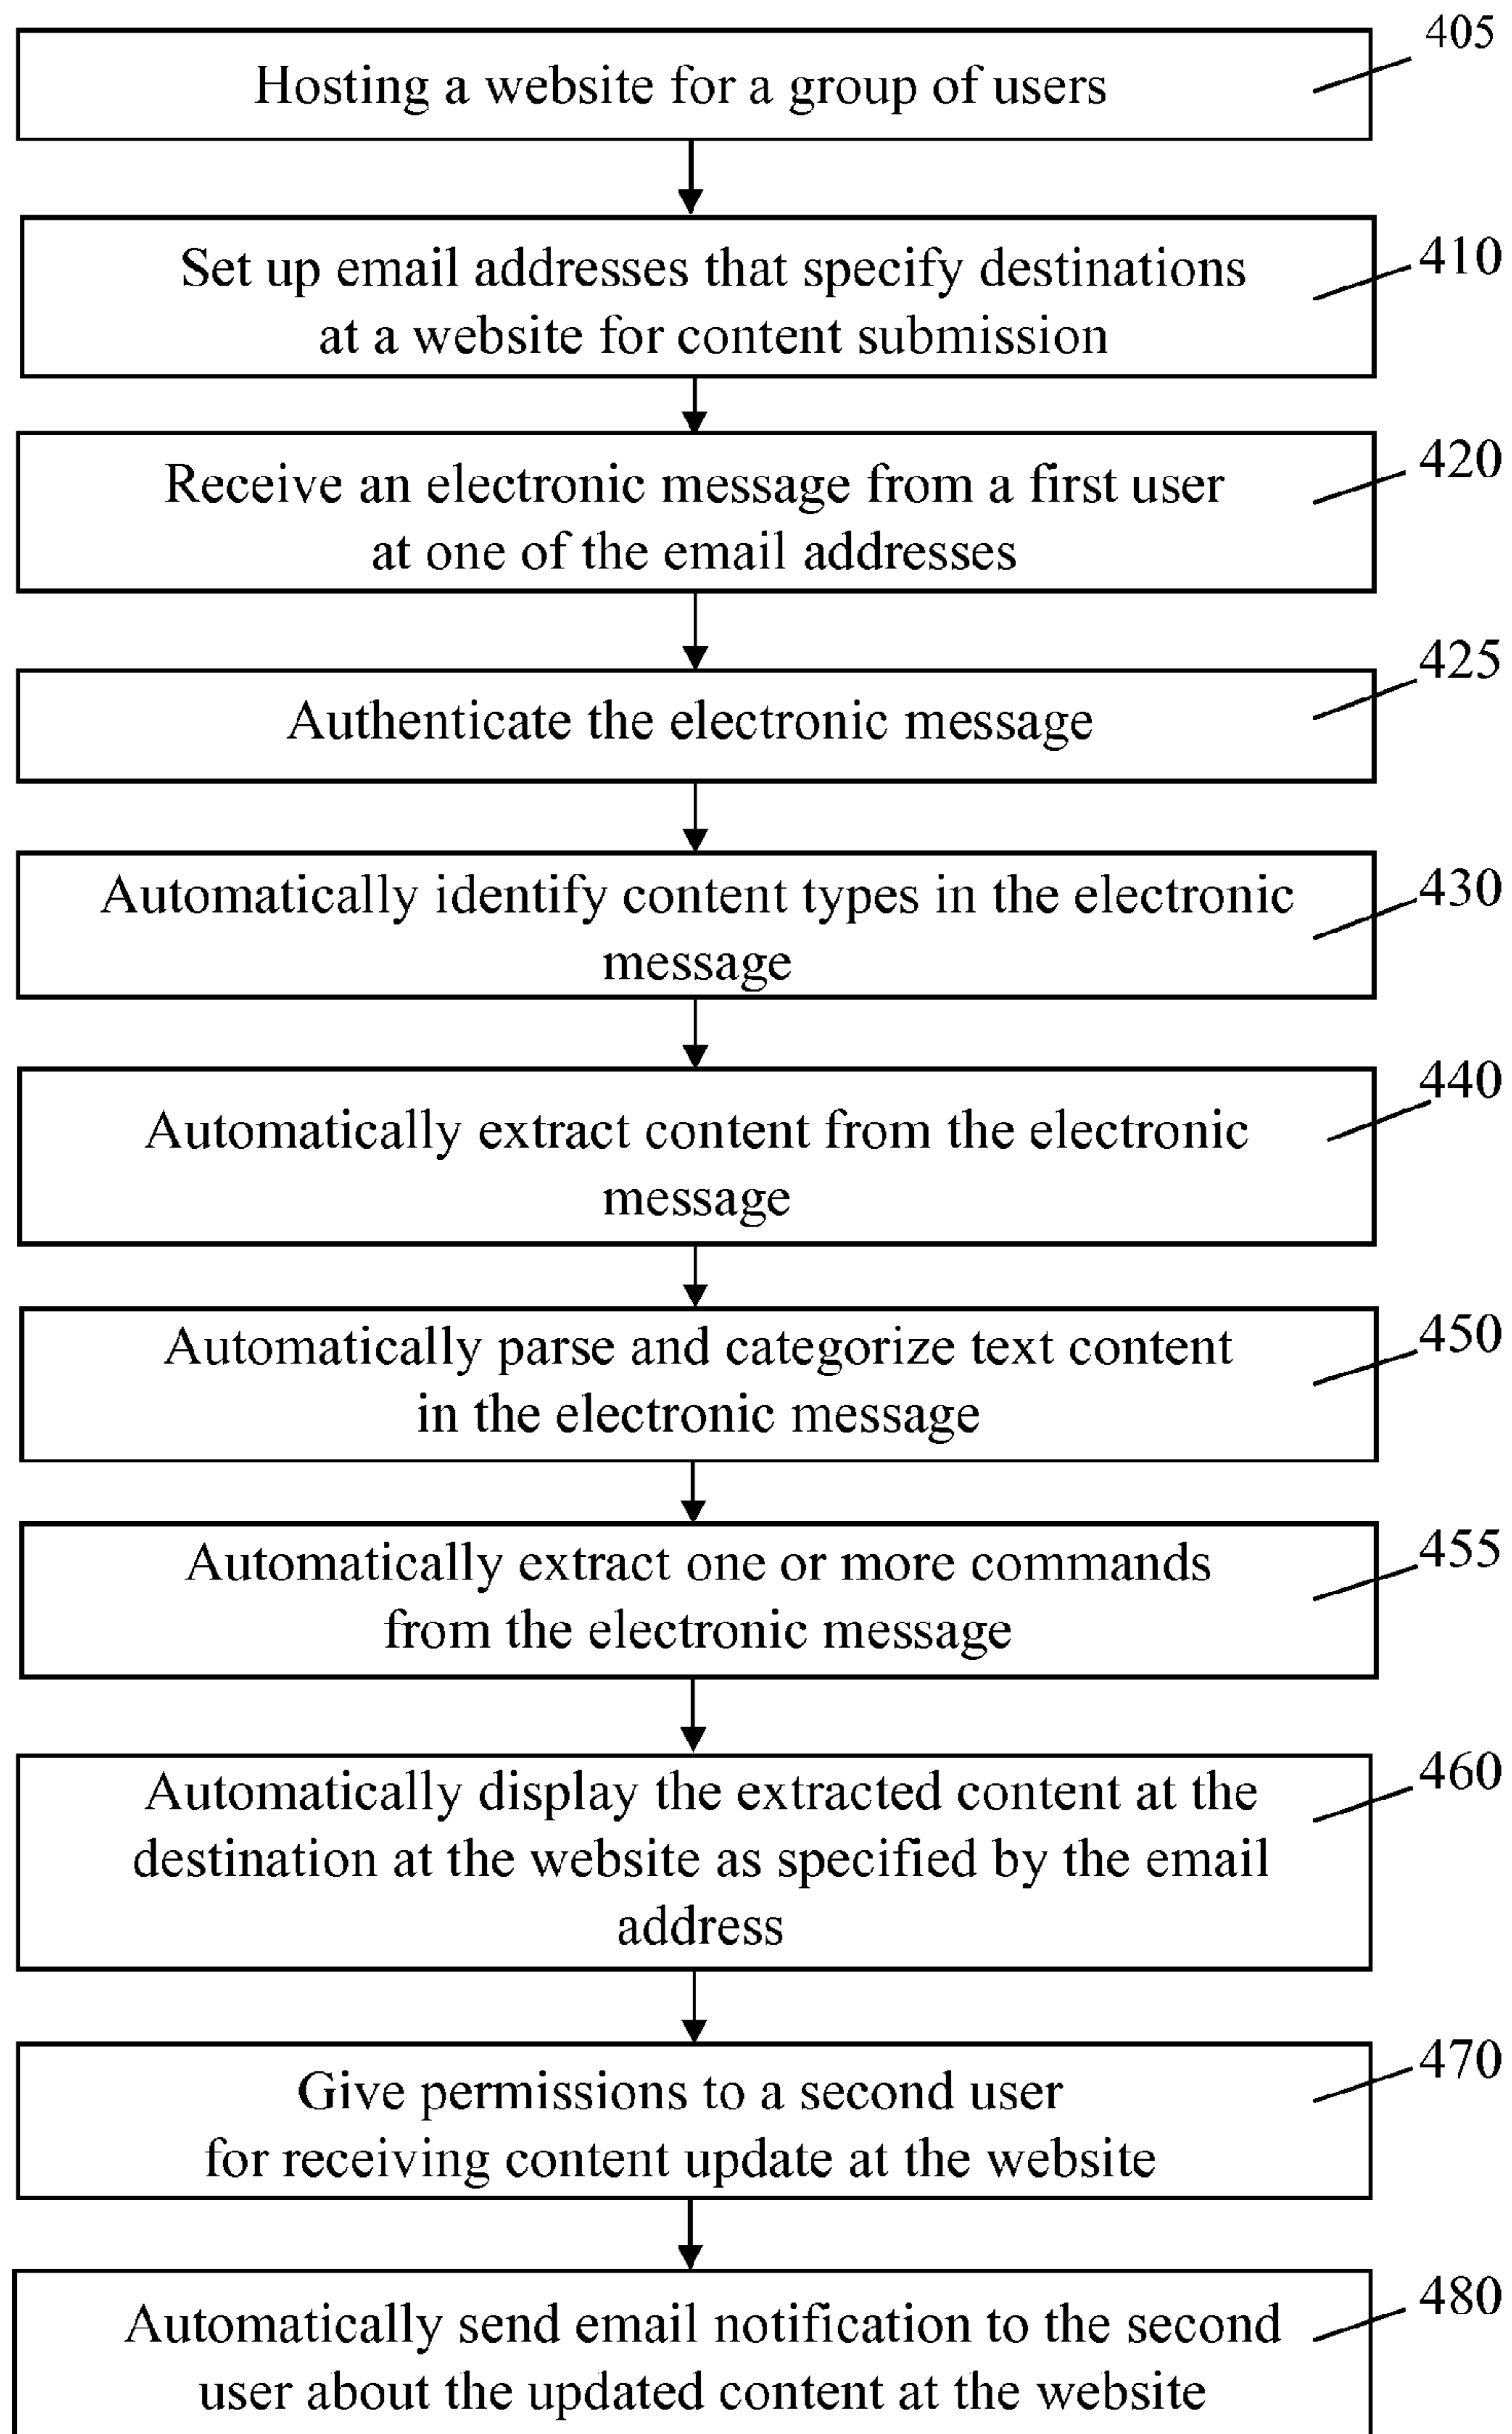 405
Hosting a website for a group of users
410
Set up email addresses that specify destinations
at a website for content submission
420
Receive an electronic message from a first user
at one of the email addresses
425
Authenticate the electronic message
430
Automatically identify content types in the electronic
message
440
Automatically extract content from the electronic
message
450
Automatically parse and categorize text content
in the electronic message
455
Automatically extract one or more commands
from the electronic message
460
Automatically display the extracted content at the
destination at the website as specified by the email
address
470
Give permissions to a second user
for receiving content update at the website
480
Automatically send email notification to the second
user about the updated content at the website